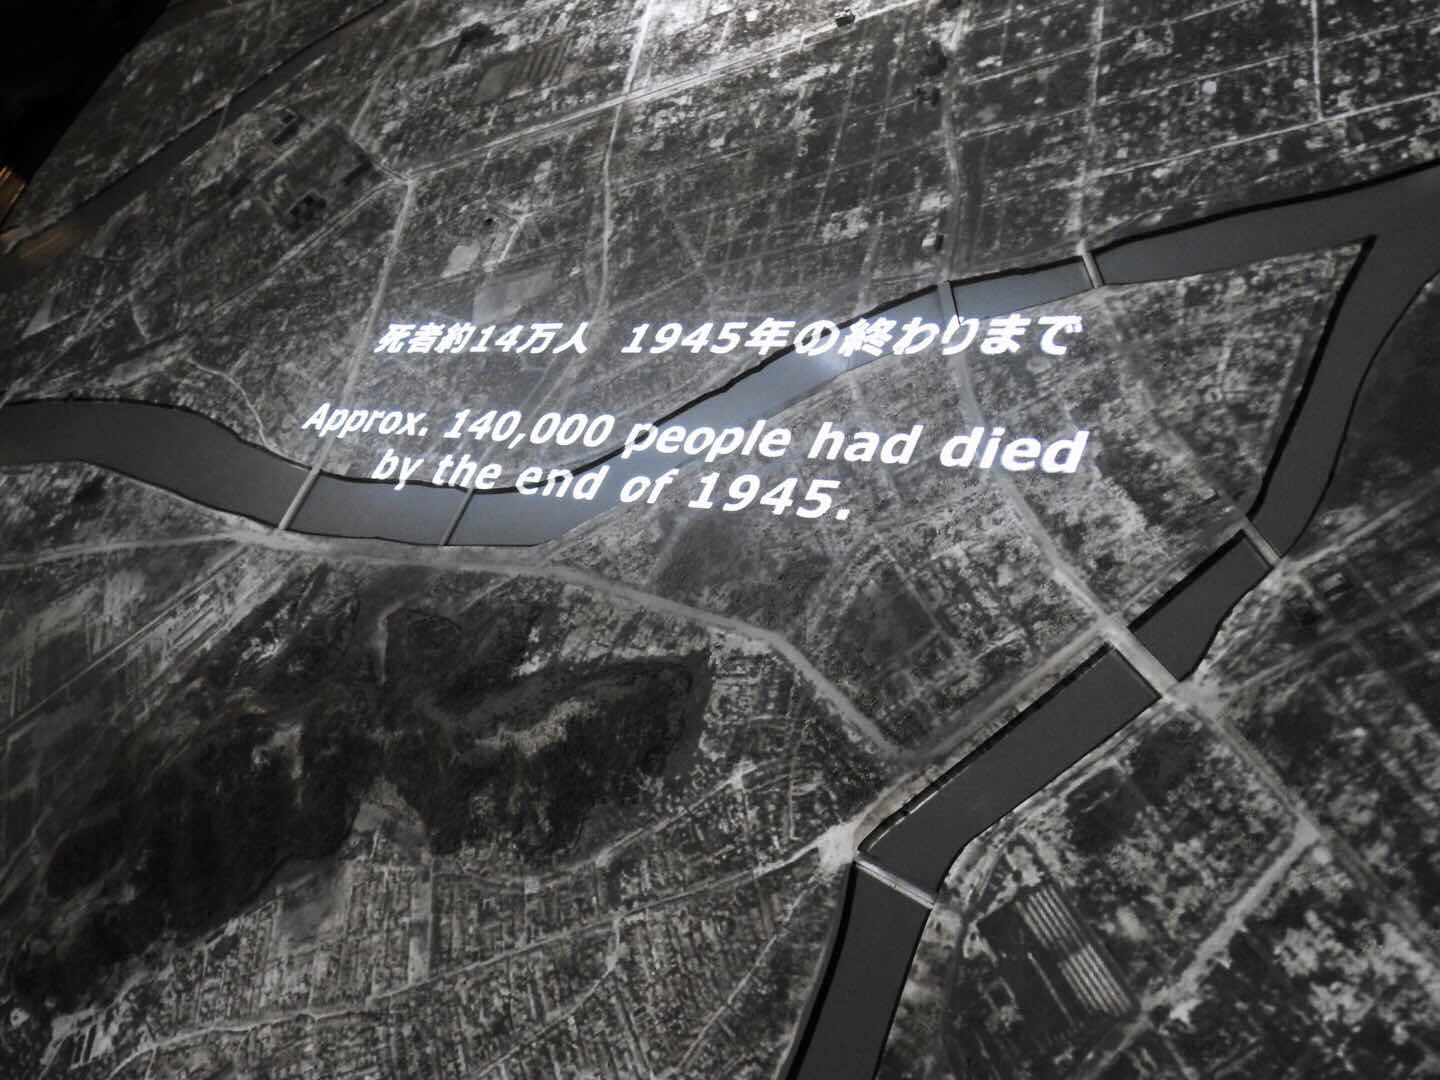 死者約14万人 1945年の終わりまで
Approx. 140,000 people had died
by the end of 1945.